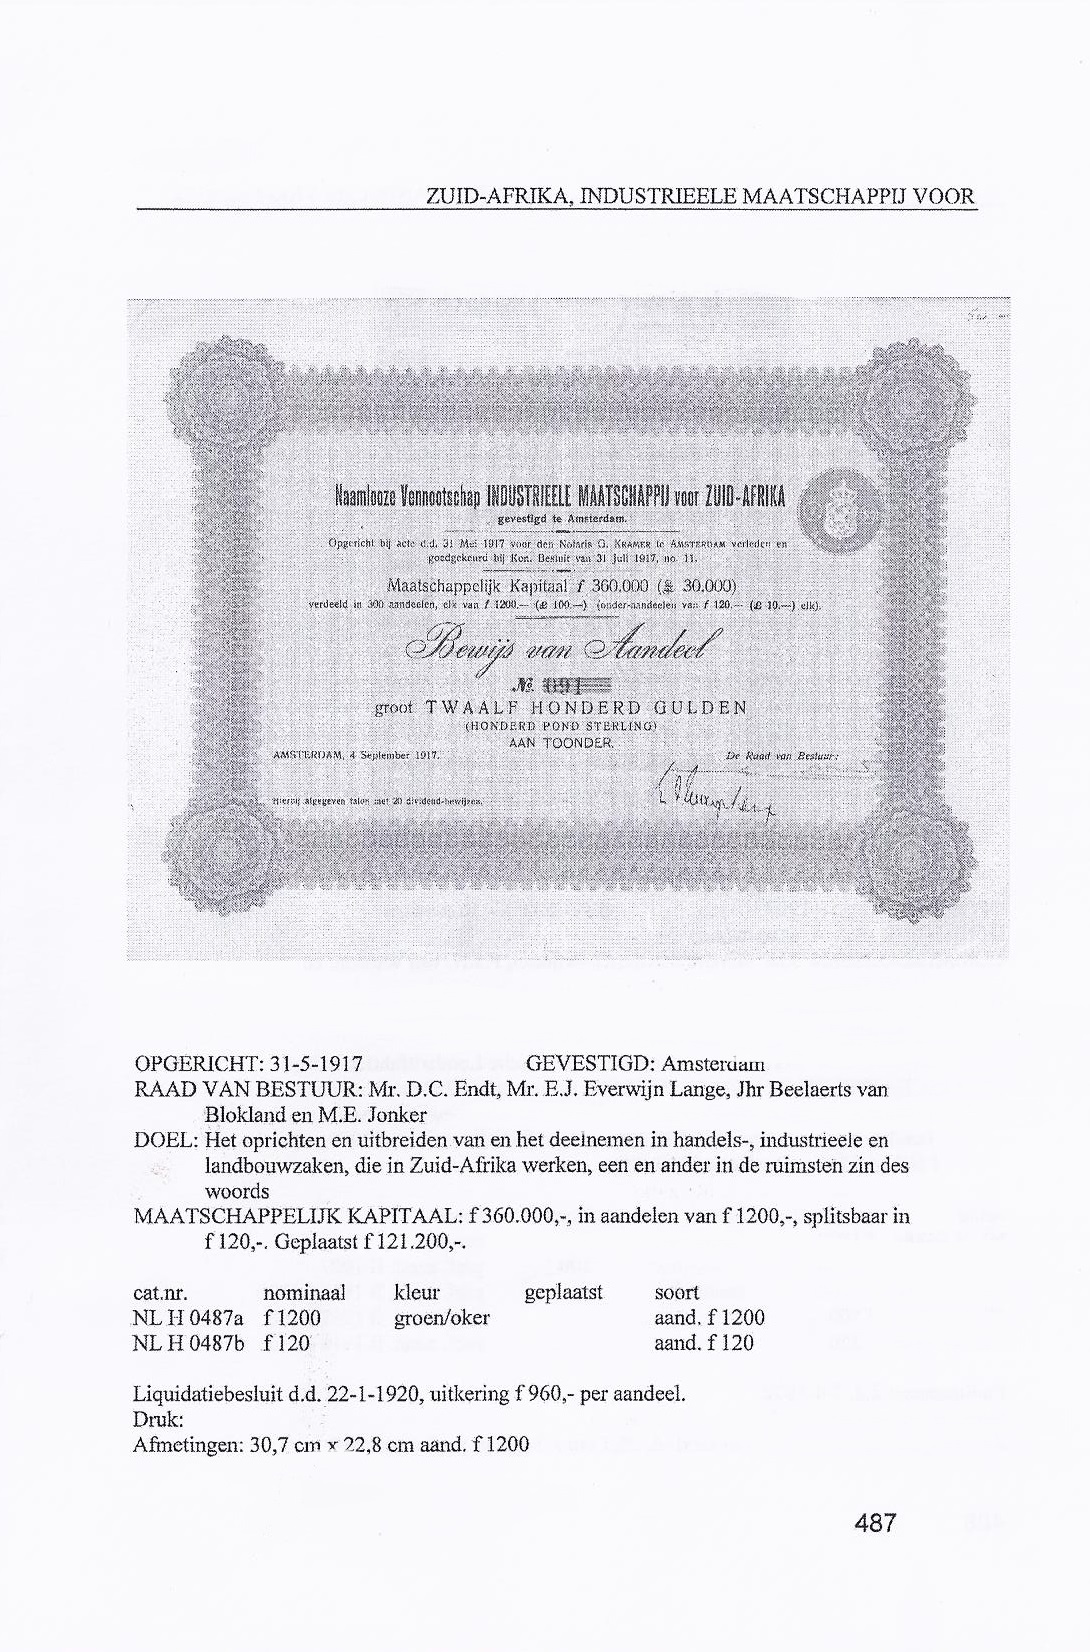 ZUID-AFRIKA, INDUSTRIEELE MAATSCHAPPIJ VOOR
Naamlooze Vennootschap INDUSTRIEELE MAATSCHAPPIJ voor ZUID-AFRIKA
gevestigd te Amsterdam.
Opgericht bij acte d.d. 31 Mei 1917 voor den Notaris G. KRAMER te AMSTERDAM verleden en
goedgekeurd bij Kon. Besluit van 31 Juli 1917, no. 11.
Maatschappelijk Kapitaal f 360.000 (£ 30.000)
verdeeld in 300 aandeelen, elk van f 1200.— (£ 100.—) (onder-aandeelen van f 120.— (£ 10.—) elk).
Bewijs van Aandeel
No. 091
groot TWAALF HONDERD GULDEN
(HONDERD POND STERLING)
AAN TOONDER.
AMSTERDAM, 4 September 1917.
De Raad van Bestuur:
Hierbij afgegeven talon met 20 dividend-bewijzen.
OPGERICHT: 31-5-1917 GEVESTIGD: Amsterdam
RAAD VAN BESTUUR: Mr. D.C. Endt, Mr. E.J. Everwijn Lange, Jhr Beelaerts van
Blokland en M.E. Jonker
DOEL: Het oprichten en uitbreiden van en het deelnemen in handels-, industrieele en
landbouwzaken, die in Zuid-Afrika werken, een en ander in de ruimsten zin des
woords
MAATSCHAPPELIJK KAPITAAL: f 360.000,-, in aandelen van f 1200,-, splitsbaar in
f 120,-. Geplaatst f 121.200,-.
cat.nr. nominaal kleur geplaatst soort
NL H 0487a f 1200 groen/oker aand. f 1200
NL H 0487b f 120 aand. f 120
Liquidatiebesluit d.d. 22-1-1920, uitkering f 960,- per aandeel.
Druk:
Afmetingen: 30,7 cm x 22,8 cm aand. f 1200
487